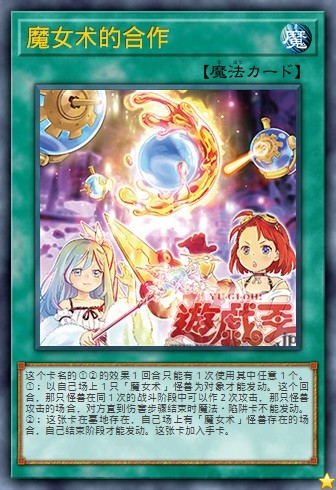 魔女术的合作
魔
【魔法カード】
YU-GI-OH!
遊戯王
这个卡名的①②的效果1回合只能有1次使用其中任意1个。
①：以自己场上1只「魔女术」怪兽为对象才能发动。这个回
合，那只怪兽在同1次的战斗阶段中可以作2次攻击，那只怪兽
攻击的场合，对方直到伤害步骤结束时魔法·陷阱卡不能发动。
②：这张卡在墓地存在，自己场上有「魔女术」怪兽存在的场
合，自己结束阶段才能发动。这张卡加入手卡。